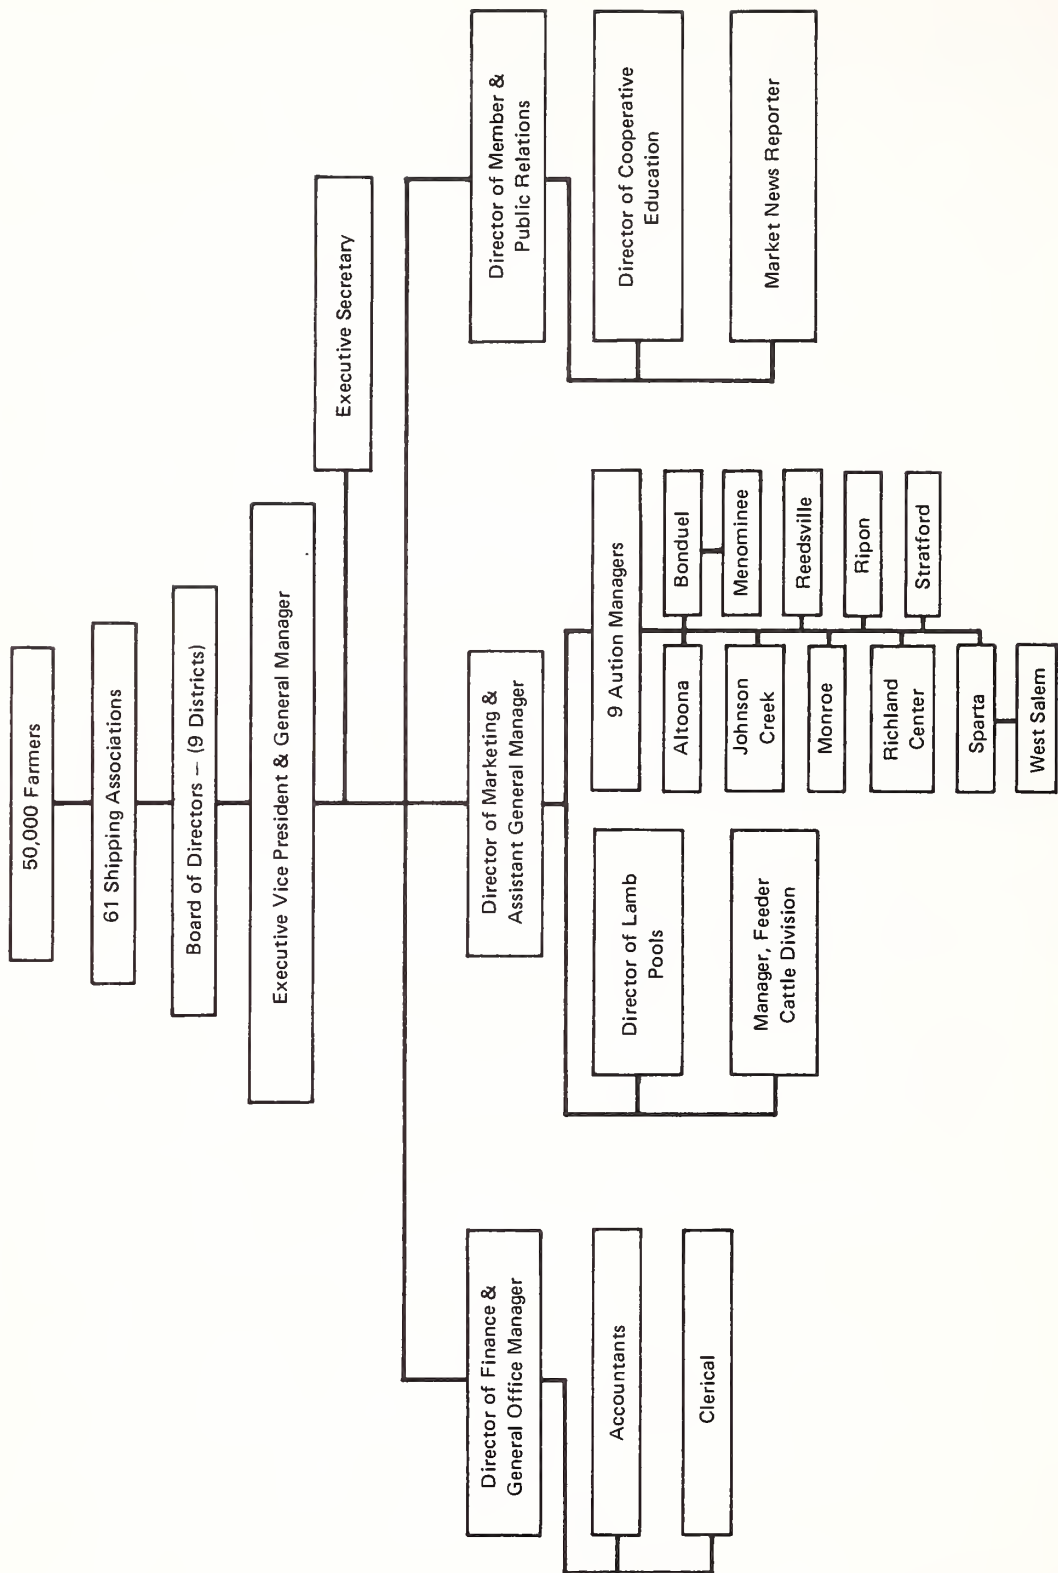 50,000 Farmers
61 Shipping Associations
Board of Directors — (9 Districts)
Executive Vice President & General Manager
Executive Secretary
Director of Finance &
General Office Manager
Accountants
Clerical
Director of Marketing &
Assistant General Manager
Director of Lamb
Pools
Manager, Feeder
Cattle Division
9 Aution Managers
Altoona
Bonduel
Menominee
Johnson
Creek
Reedsville
Monroe
Ripon
Richland
Center
Stratford
Sparta
West Salem
Director of Member &
Public Relations
Director of Cooperative
Education
Market News Reporter